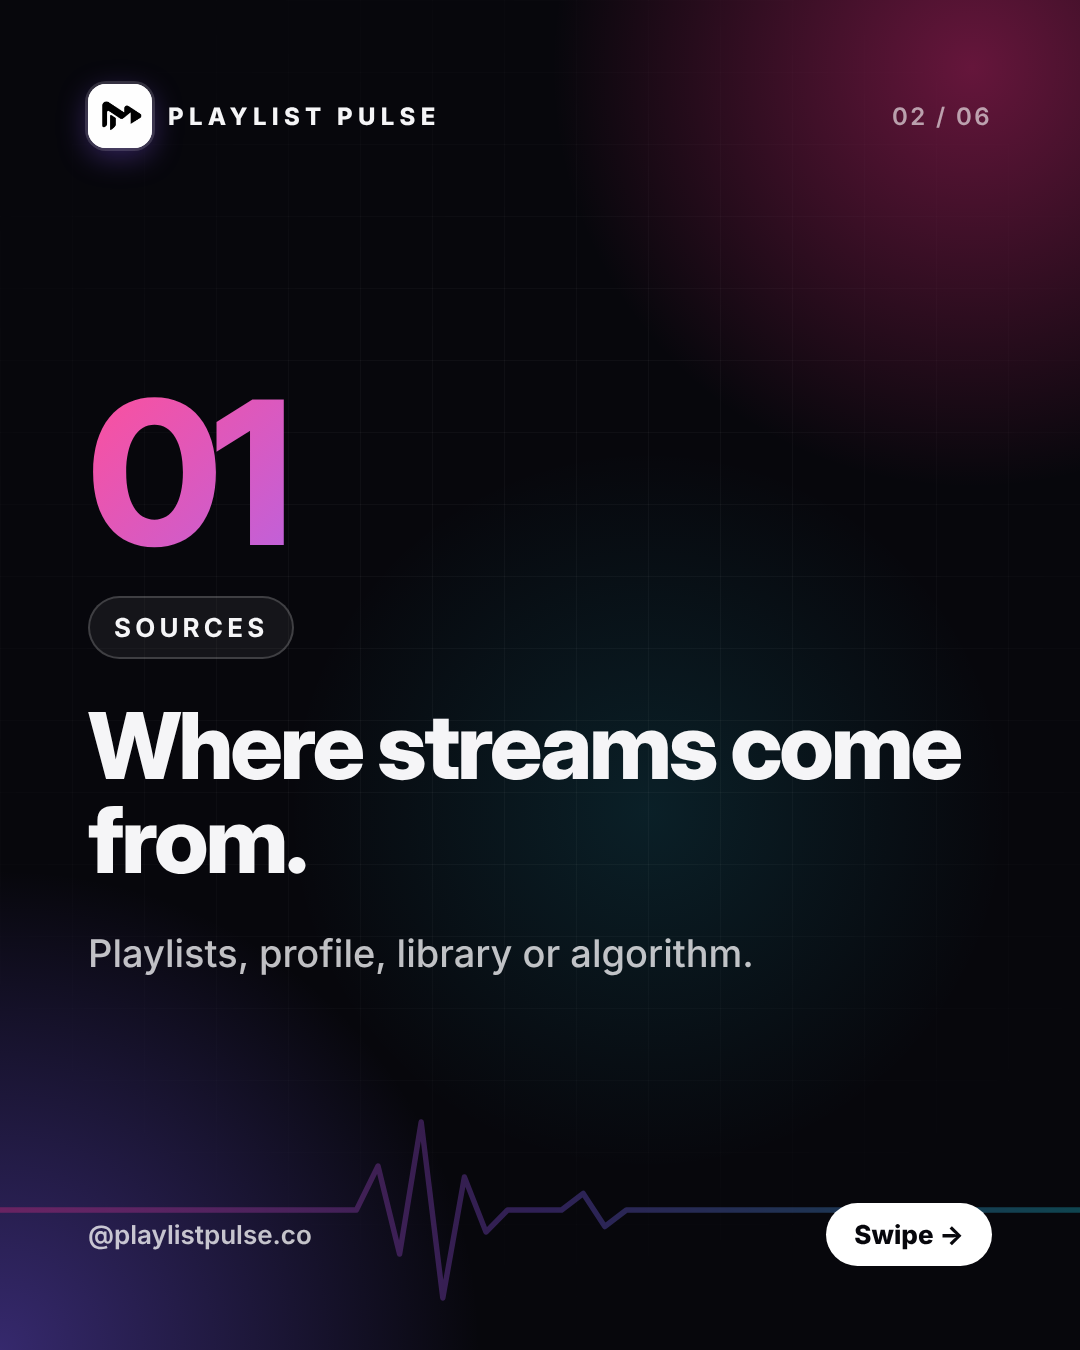 PLAYLIST PULSE
02 / 06
01
SOURCES
Where streams come
from.
Playlists, profile, library or algorithm.
@playlistpulse.co
Swipe →